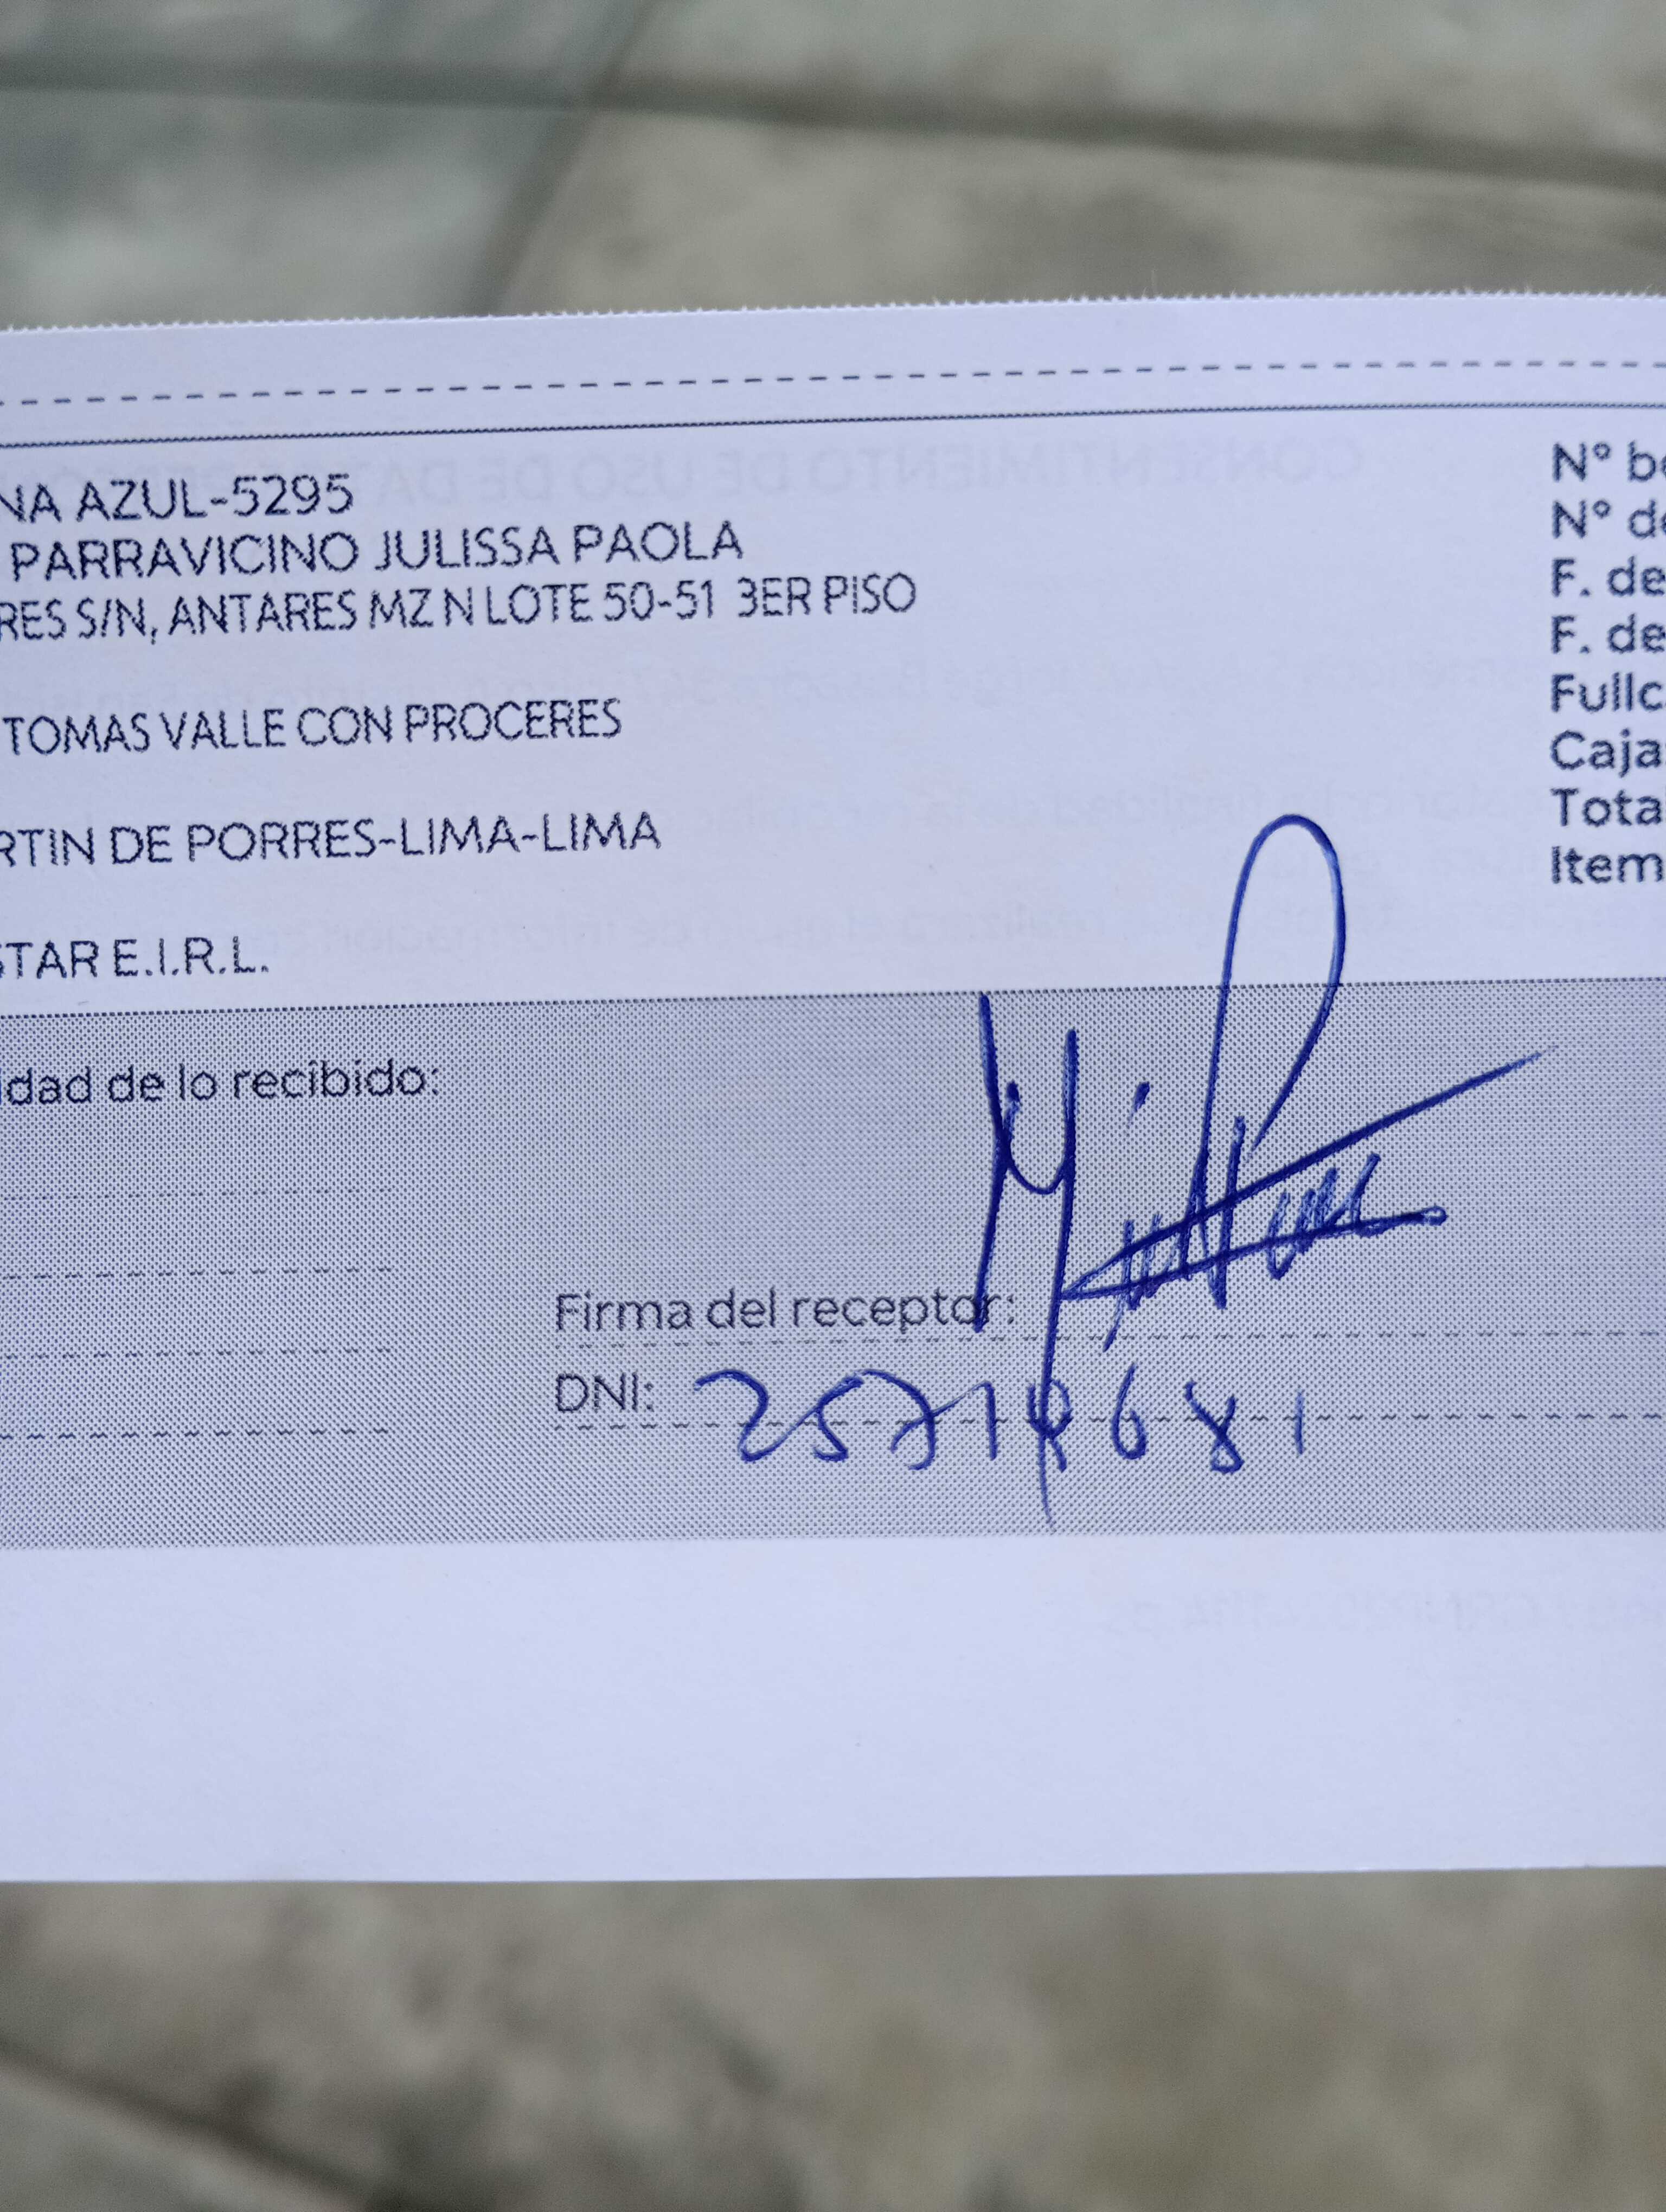 NA AZUL-5295
PARRAVICINO JULISSA PAOLA
RES S/N, ANTARES MZ N LOTE 50-51 3ER PISO
TOMAS VALLE CON PROCERES
RTIN DE PORRES-LIMA-LIMA
STAR E.I.R.L.
N° be
N° de
F. de
F. de
Fullc
Caja
Tota
Item
idad de lo recibido:
Firma del receptor:
DNI: